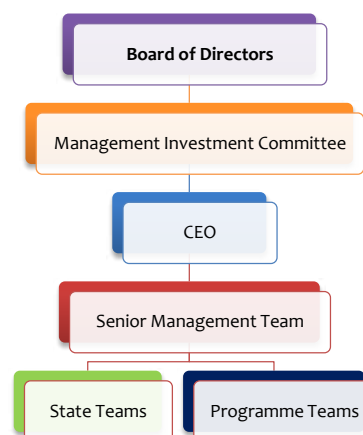 Board of Directors
Management Investment Committee
CEO
Senior Management Team
State Teams
Programme Teams